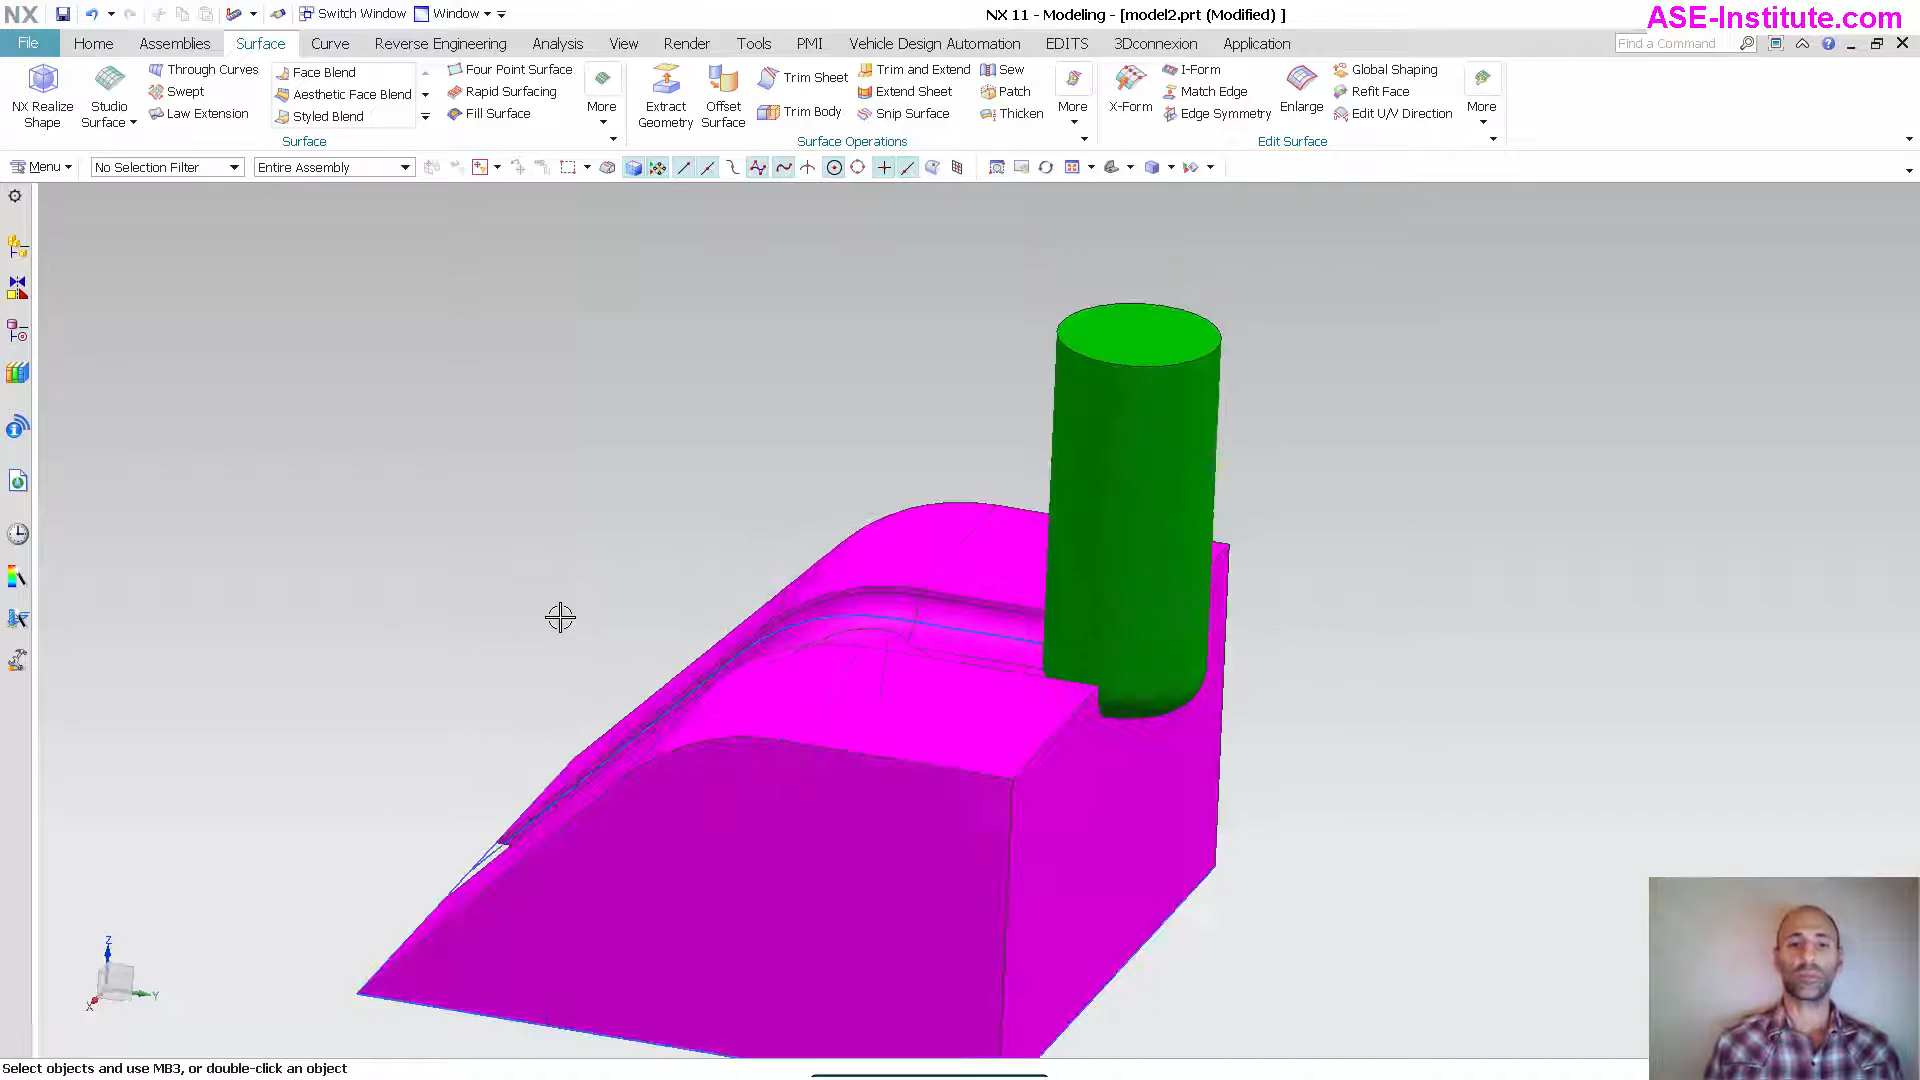 NX Switch Window Window NX 11 - Modeling - [model2.prt (Modified) ] ASE-Institute.com
File Home Assemblies Surface Curve Reverse Engineering Analysis View Render Tools PMI Vehicle Design Automation EDITS 3Dconnexion Application Find a Command
NX Realize Shape
Studio Surface
Through Curves
Swept
Law Extension
Face Blend
Aesthetic Face Blend
Styled Blend
Four Point Surface
Rapid Surfacing
Fill Surface
More
Surface
Extract Geometry
Offset Surface
Trim Sheet
Trim Body
Trim and Extend
Extend Sheet
Snip Surface
Sew
Patch
Thicken
More
Surface Operations
X-Form
I-Form
Match Edge
Edge Symmetry
Enlarge
Global Shaping
Refit Face
Edit U/V Direction
More
Edit Surface
Menu No Selection Filter Entire Assembly
Z
Y
X
Select objects and use MB3, or double-click an object